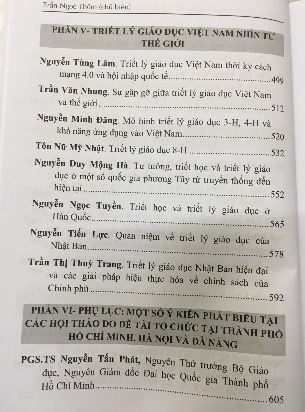 Trần Ngọc Thêm (chủ biên)
PHẦN V- TRIẾT LÝ GIÁO DỤC VIỆT NAM NHÌN TỪ
THẾ GIỚI
Nguyễn Tùng Lâm. Triết lý giáo dục Việt Nam thời kỳ cách
mạng 4.0 và hội nhập quốc tế.....499
Trần Văn Nhung. Sự gặp gỡ giữa triết lý giáo dục Việt Nam
và thế giới.....512
Nguyễn Minh Đăng. Mô hình triết lý giáo dục 3-H, 4-H và
khả năng ứng dụng vào Việt Nam.....520
Tôn Nữ Mỹ Nhật. Triết lý giáo dục 8-H.....532
Nguyễn Duy Mộng Hà. Tư tưởng, triết học và triết lý giáo
dục ở một số quốc gia phương Tây từ truyền thống đến
hiện tại.....552
Nguyễn Ngọc Tuyền. Triết học và triết lý giáo dục ở
Hàn Quốc.....565
Nguyễn Tiến Lực. Quan niệm về triết lý giáo dục của
Nhật Bản.....578
Trần Thị Thuỳ Trang. Triết lý giáo dục Nhật Bản hiện đại
và các giải pháp hiện thực hóa về chính sách của
Chính phủ.....592
PHẦN VI- PHỤ LỤC: MỘT SỐ Ý KIẾN PHÁT BIỂU TẠI
CÁC HỘI THẢO DO ĐỀ TÀI TỔ CHỨC TẠI THÀNH PHỐ
HỒ CHÍ MINH, HÀ NỘI VÀ ĐÀ NẴNG
PGS.TS Nguyễn Tấn Phát, Nguyên Thứ trưởng Bộ Giáo
dục, Nguyên Giám đốc Đại học Quốc gia Thành phố
Hồ Chí Minh.....605